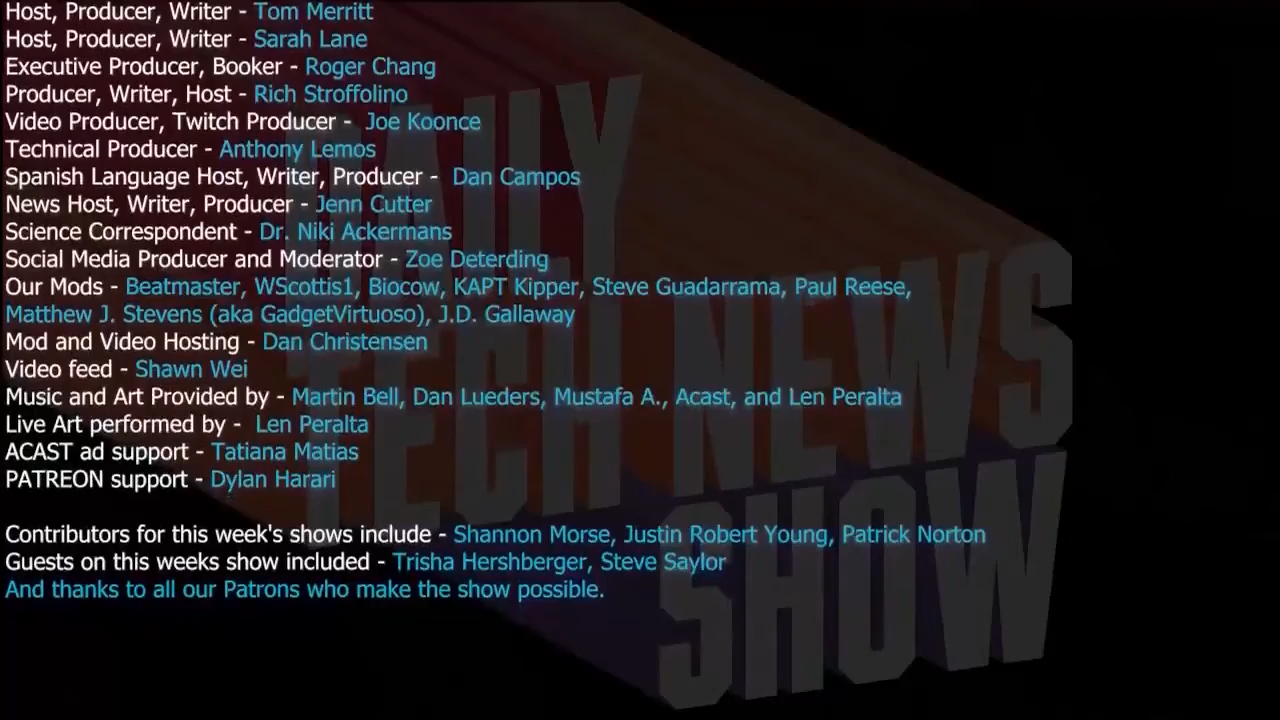 Host, Producer, Writer - Tom Merritt
Host, Producer, Writer - Sarah Lane
Executive Producer, Booker - Roger Chang
Producer, Writer, Host - Rich Stroffolino
Video Producer, Twitch Producer - Joe Koonce
Technical Producer - Anthony Lemos
Spanish Language Host, Writer, Producer - Dan Campos
News Host, Writer, Producer - Jenn Cutter
Science Correspondent - Dr. Niki Ackermans
Social Media Producer and Moderator - Zoe Deterding
Our Mods - Beatmaster, WScottis1, Biocow, KAPT Kipper, Steve Guadarrama, Paul Reese,
Matthew J. Stevens (aka GadgetVirtuoso), J.D. Gallaway
Mod and Video Hosting - Dan Christensen
Video feed - Shawn Wei
Music and Art Provided by - Martin Bell, Dan Lueders, Mustafa A., Acast, and Len Peralta
Live Art performed by - Len Peralta
ACAST ad support - Tatiana Matias
PATREON support - Dylan Harari
Contributors for this week's shows include - Shannon Morse, Justin Robert Young, Patrick Norton
Guests on this weeks show included - Trisha Hershberger, Steve Saylor
And thanks to all our Patrons who make the show possible.
DAILY
TECH NEWS
SHOW